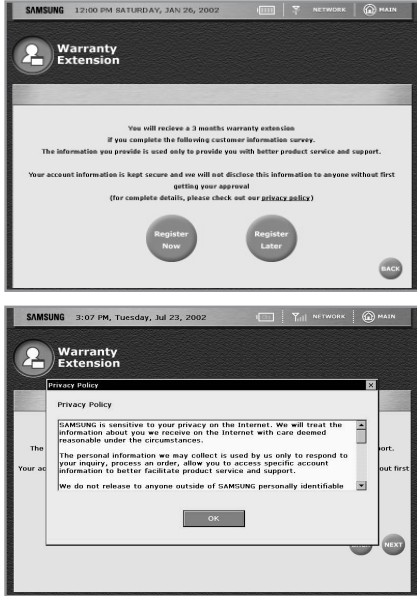 SAMSUNG 12:00 PM SATURDAY, JAN 26, 2002 NETWORK MAIN
Warranty
Extension
You will recieve a 3 months warranty extension
if you complete the following customer information survey.
The information you provide is used only to provide you with better product service and support.
Your account information is kept secure and we will not disclose this information to anyone without first
getting your approval
(for complete details, please check out our privacy policy)
Register
Now
Register
Later
BACK
SAMSUNG 3:07 PM, Tuesday, Jul 23, 2002 NETWORK MAIN
Warranty
Extension
Privacy Policy
Privacy Policy
SAMSUNG is sensitive to your privacy on the Internet. We will treat the
information about you we receive on the Internet with care deemed
reasonable under the circumstances.
The personal information we may collect is used by us only to respond to
your inquiry, process an order, allow you to access specific account
information to better facilitate product service and support.
We do not release to anyone outside of SAMSUNG personally identifiable
The
ort.
Your ac
out first
OK
NEXT